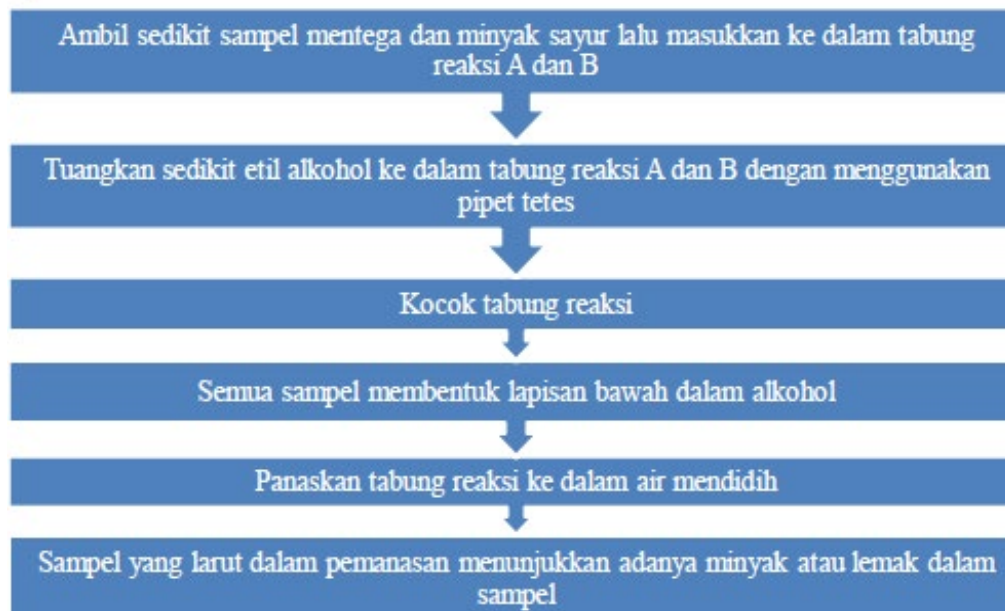 Ambil sedikit sampel mentega dan minyak sayur lalu masukkan ke dalam tabung
reaksi A dan B
Tuangkan sedikit etil alkohol ke dalam tabung reaksi A dan B dengan menggunakan
pipet tetes
Kocok tabung reaksi
Semua sampel membentuk lapisan bawah dalam alkohol
Panaskan tabung reaksi ke dalam air mendidih
Sampel yang larut dalam pemanasan menunjukkan adanya minyak atau lemak dalam
sampel